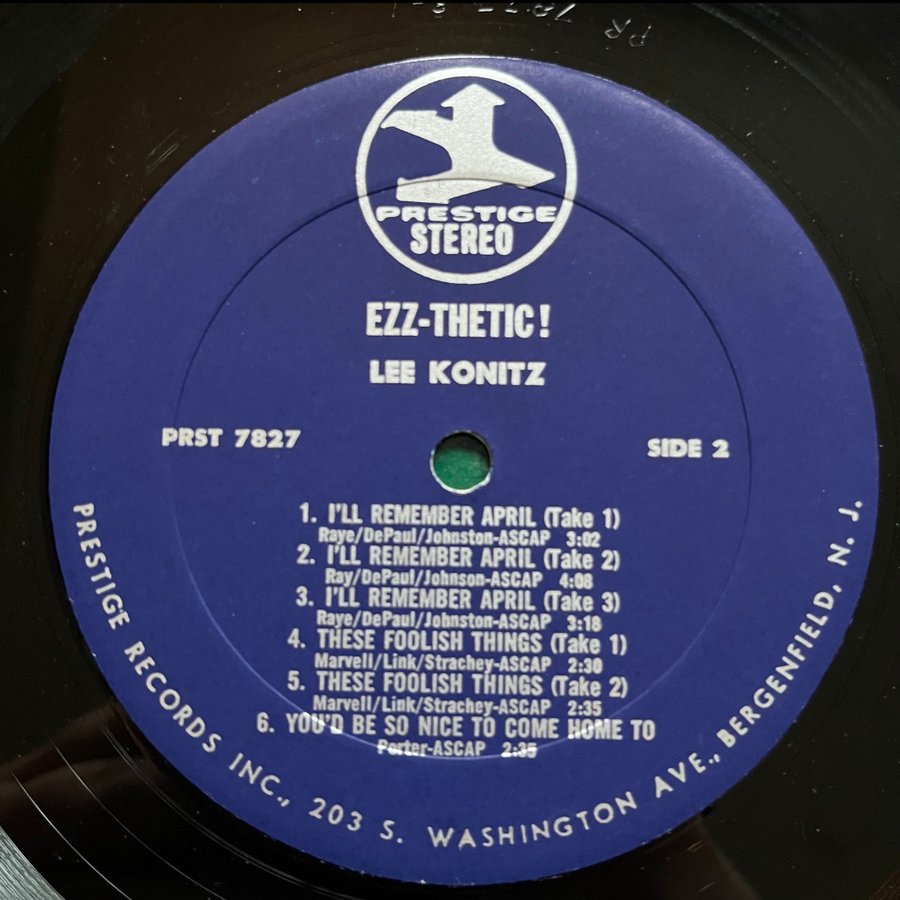 PRESTIGE
STEREO
EZZ-THETIC!
LEE KONITZ
PRST 7827
SIDE 2
1. I'LL REMEMBER APRIL (Take 1)
Raye/DePaul/Johnston-ASCAP 3:02
2. I'LL REMEMBER APRIL (Take 2)
Ray/DePaul/Johnson-ASCAP 4:08
3. I'LL REMEMBER APRIL (Take 3)
Raye/DePaul/Johnston-ASCAP 3:18
4. THESE FOOLISH THINGS (Take 1)
Marvell/Link/Strachey-ASCAP 2:30
5. THESE FOOLISH THINGS (Take 2)
Marvell/Link/Strachey-ASCAP 2:35
6. YOU'D BE SO NICE TO COME HOME TO
Porter-ASCAP 2:35
PRESTIGE RECORDS INC., 203 S. WASHINGTON AVE., BERGENFIELD, N. J.
PR